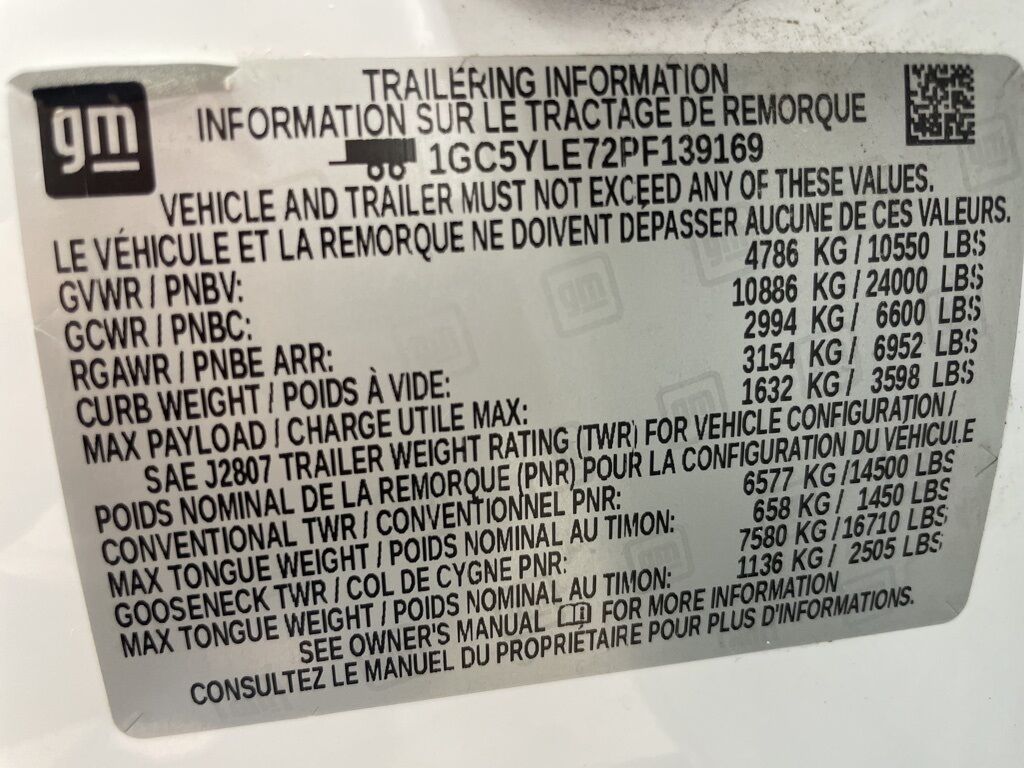 gm
TRAILERING INFORMATION
INFORMATION SUR LE TRACTAGE DE REMORQUE
1GC5YLE72PF139169
VEHICLE AND TRAILER MUST NOT EXCEED ANY OF THESE VALUES.
LE VÉHICULE ET LA REMORQUE NE DOIVENT DÉPASSER AUCUNE DE CES VALEURS.
GVWR / PNBV: 4786 KG / 10550 LBS
GCWR / PNBC: 10886 KG / 24000 LBS
RGAWR / PNBE ARR: 2994 KG / 6600 LBS
CURB WEIGHT / POIDS À VIDE: 3154 KG / 6952 LBS
MAX PAYLOAD / CHARGE UTILE MAX: 1632 KG / 3598 LBS
SAE J2807 TRAILER WEIGHT RATING (TWR) FOR VEHICLE CONFIGURATION /
POIDS NOMINAL DE LA REMORQUE (PNR) POUR LA CONFIGURATION DU VÉHICULE
CONVENTIONAL TWR / CONVENTIONNEL PNR: 6577 KG / 14500 LBS
MAX TONGUE WEIGHT / POIDS NOMINAL AU TIMON: 658 KG / 1450 LBS
GOOSENECK TWR / COL DE CYGNE PNR: 7580 KG / 16710 LBS
MAX TONGUE WEIGHT / POIDS NOMINAL AU TIMON: 1136 KG / 2505 LBS
SEE OWNER'S MANUAL FOR MORE INFORMATION
CONSULTEZ LE MANUEL DU PROPRIÉTAIRE POUR PLUS D'INFORMATIONS.